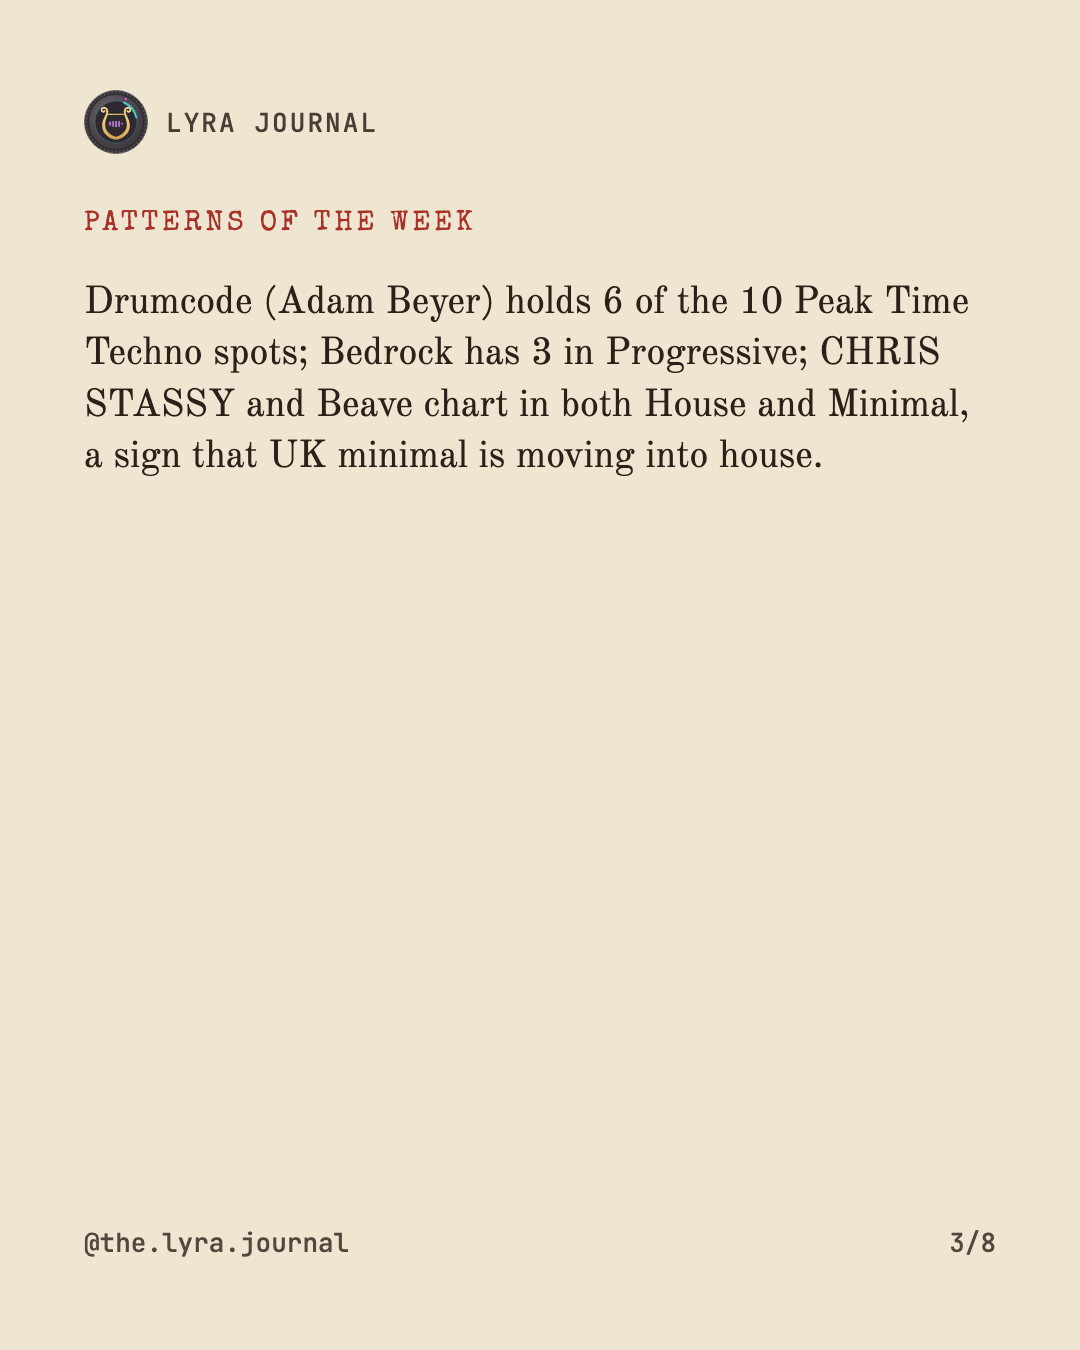 LYRA JOURNAL
PATTERNS OF THE WEEK
Drumcode (Adam Beyer) holds 6 of the 10 Peak Time
Techno spots; Bedrock has 3 in Progressive; CHRIS
STASSY and Beave chart in both House and Minimal,
a sign that UK minimal is moving into house.
@the.lyra.journal
3/8